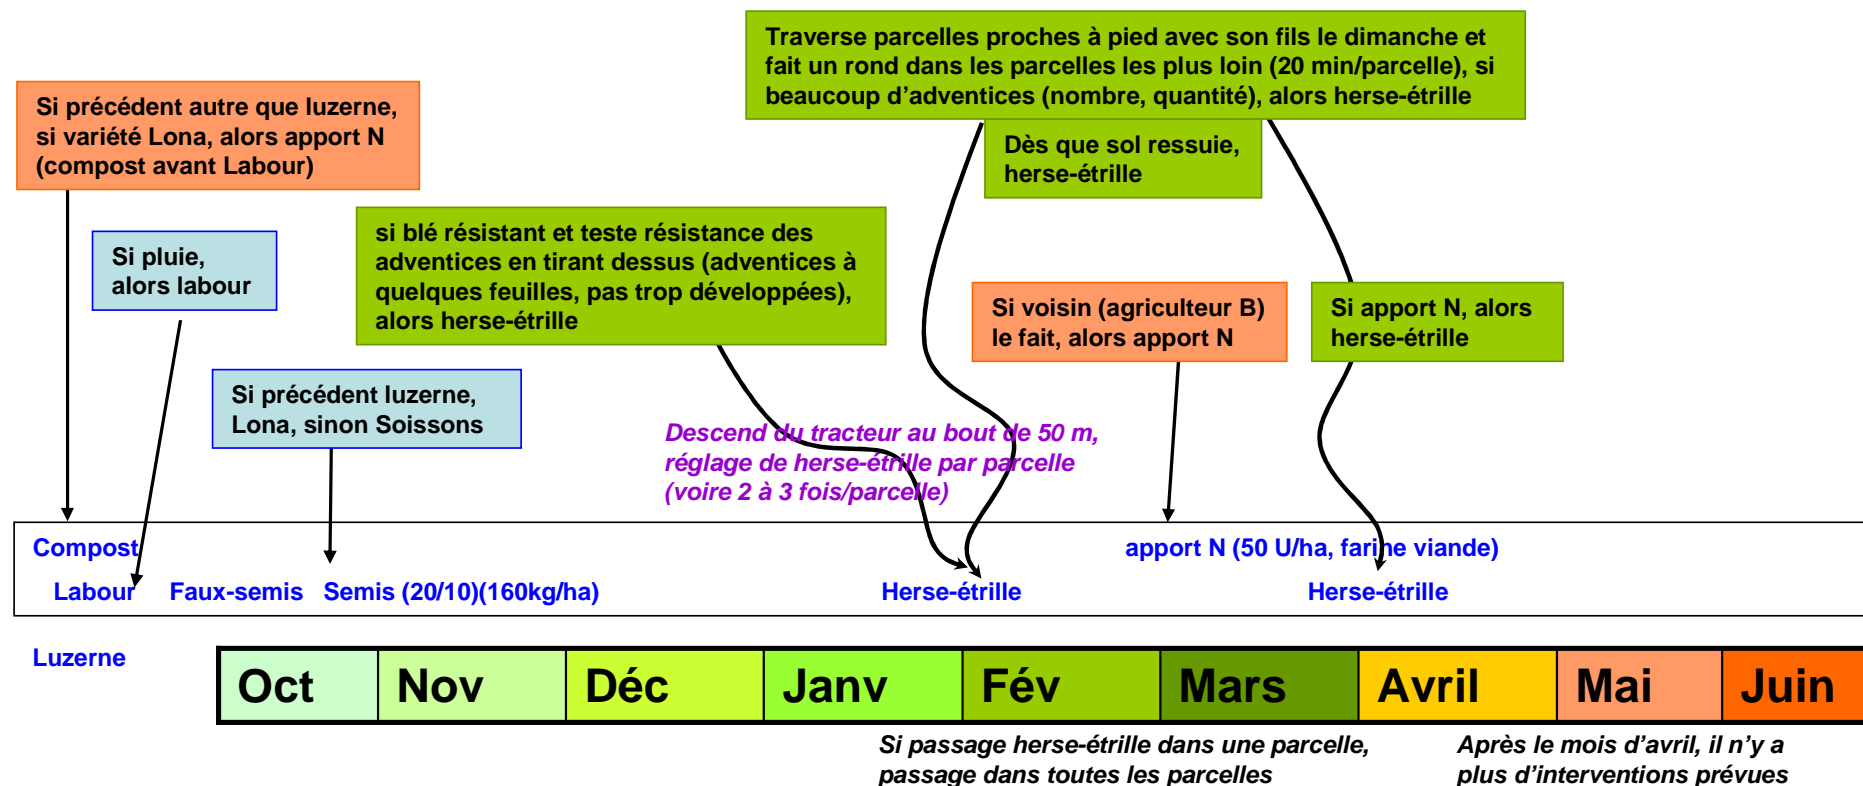 Traverse parcelles proches à pied avec son fils le dimanche et
fait un rond dans les parcelles les plus loin (20 min/parcelle), si
beaucoup d’adventices (nombre, quantité), alors herse-étrille
Si précédent autre que luzerne,
si variété Lona, alors apport N
(compost avant Labour)
Dès que sol ressuie,
herse-étrille
Si pluie,
alors labour
si blé résistant et teste résistance des
adventices en tirant dessus (adventices à
quelques feuilles, pas trop développées),
alors herse-étrille
Si voisin (agriculteur B)
le fait, alors apport N
Si apport N, alors
herse-étrille
Si précédent luzerne,
Lona, sinon Soissons
Descend du tracteur au bout de 50 m,
réglage de herse-étrille par parcelle
(voire 2 à 3 fois/parcelle)
Compost
apport N (50 U/ha, farine viande)
Labour
Faux-semis
Semis (20/10)(160kg/ha)
Herse-étrille
Herse-étrille
Luzerne
Oct
Nov
Déc
Janv
Fév
Mars
Avril
Mai
Juin
Si passage herse-étrille dans une parcelle,
passage dans toutes les parcelles
Après le mois d’avril, il n’y a
plus d’interventions prévues